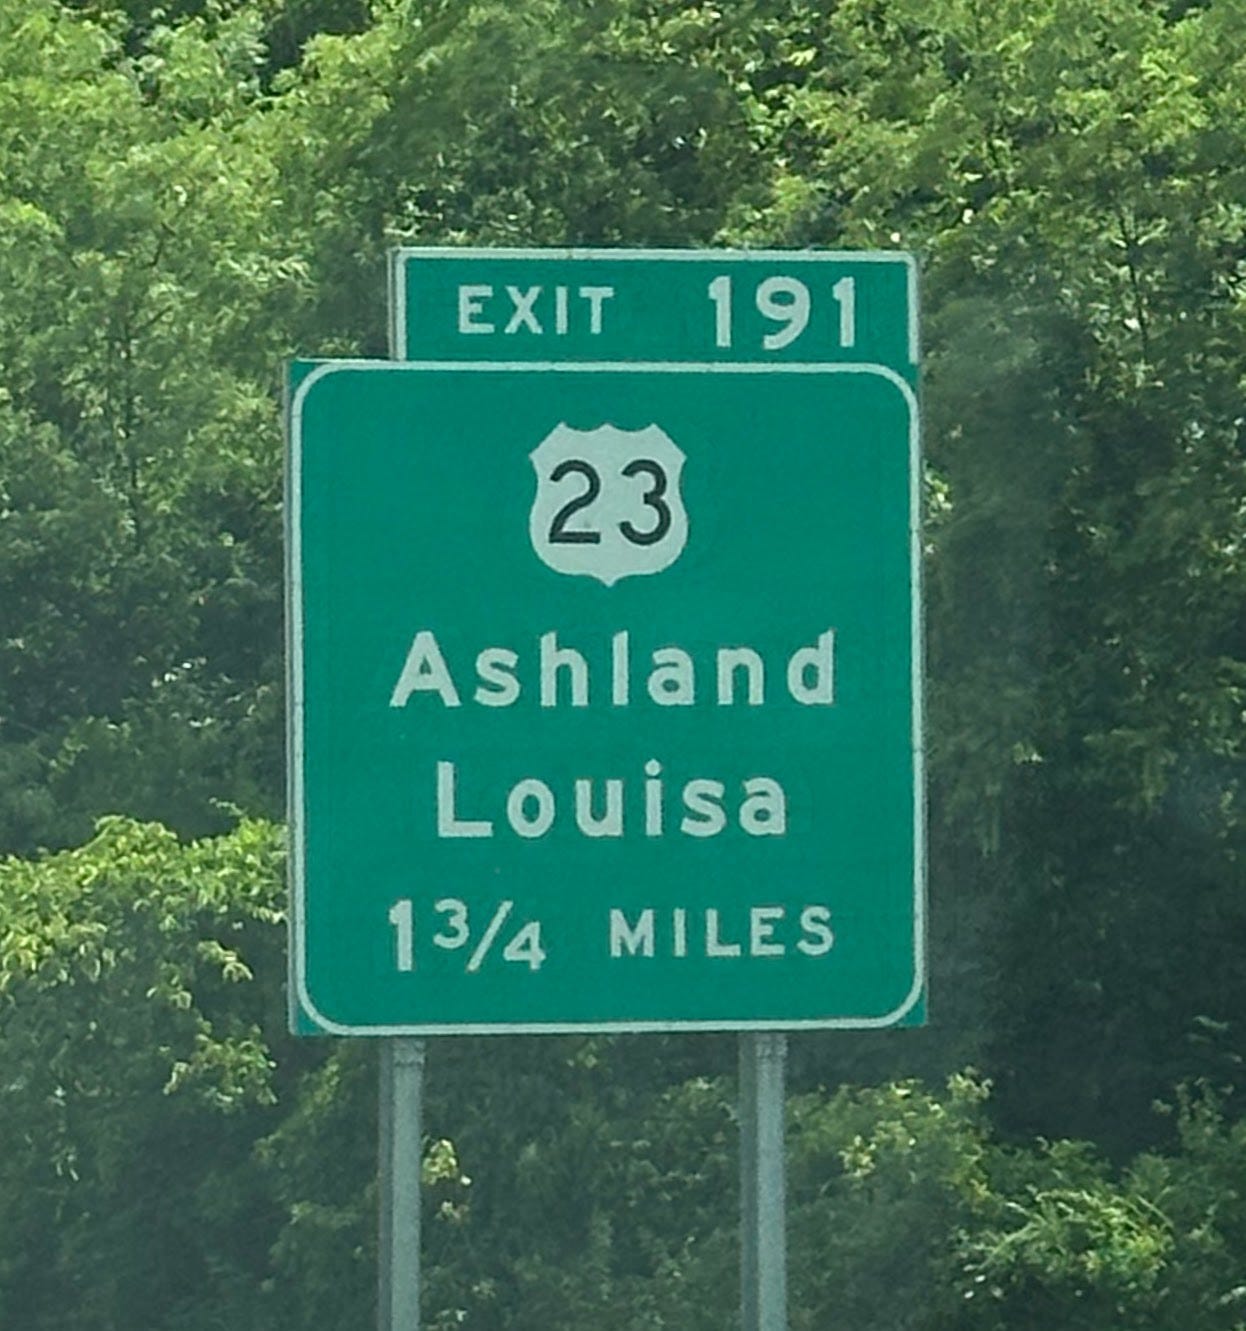 EXIT 191
23
Ashland
Louisa
1 3/4 MILES